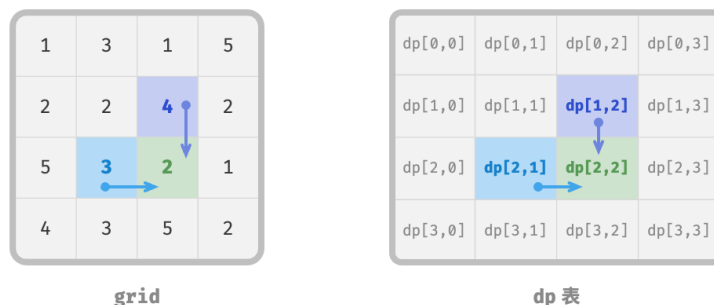 1 3 1 5
2 2 4 2
5 3 2 1
4 3 5 2
grid
dp[0,0] dp[0,1] dp[0,2] dp[0,3]
dp[1,0] dp[1,1] dp[1,2] dp[1,3]
dp[2,0] dp[2,1] dp[2,2] dp[2,3]
dp[3,0] dp[3,1] dp[3,2] dp[3,3]
dp 表